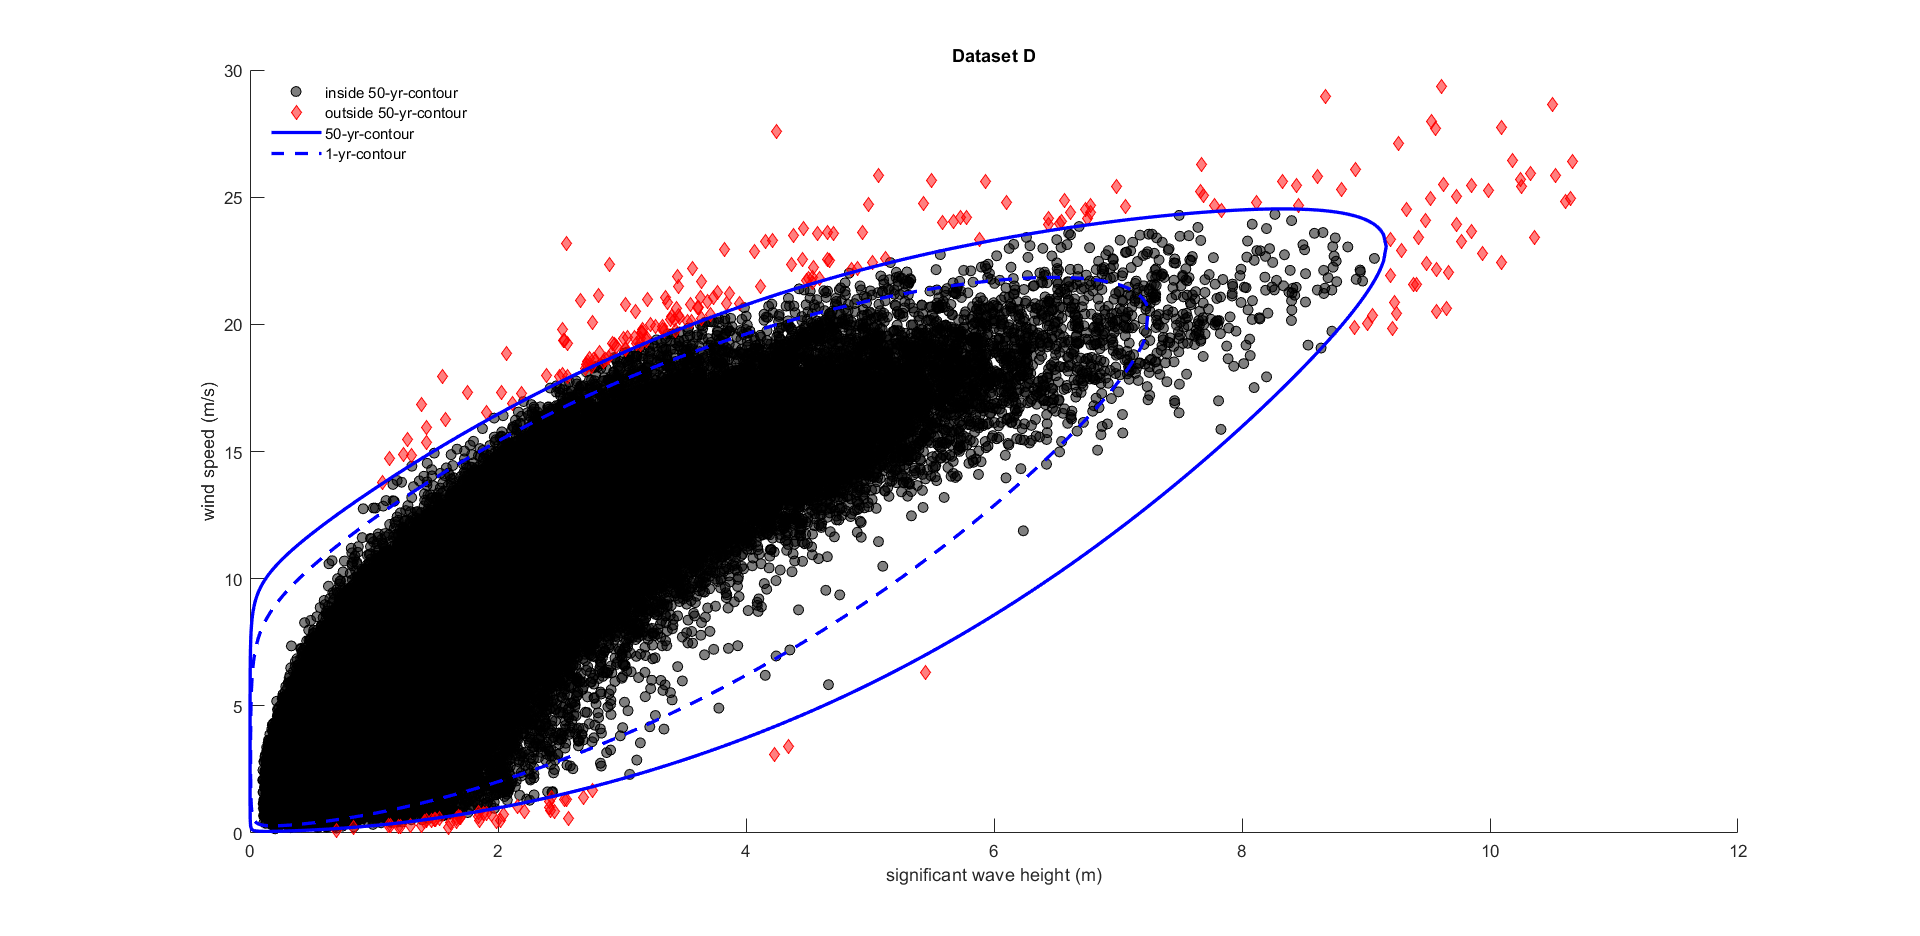 Dataset D
30
inside 50-yr-contour
outside 50-yr-contour
50-yr-contour
1-yr-contour
25
20
15
10
5
0
wind speed (m/s)
0 2 4 6 8 10 12
significant wave height (m)